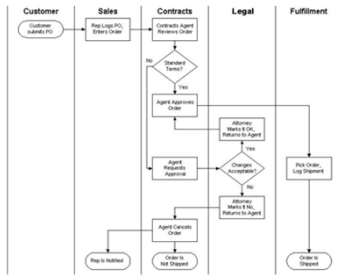 Customer
Sales
Contracts
Legal
Fulfillment
Customer
submits PO
Rep Logs PO,
Enters Order
Contracts Agent
Reviews Order
No
Standard
Terms?
Yes
Agent Approves
Order
Attorney
Marks It OK,
Returns to Agent
Yes
Agent
Requests
Approval
Changes
Acceptable?
Pick Order,
Log Shipment
No
Attorney
Marks It No,
Returns to Agent
Agent Cancels
Order
Rep is Notified
Order Is
Not Shipped
Order Is
Shipped